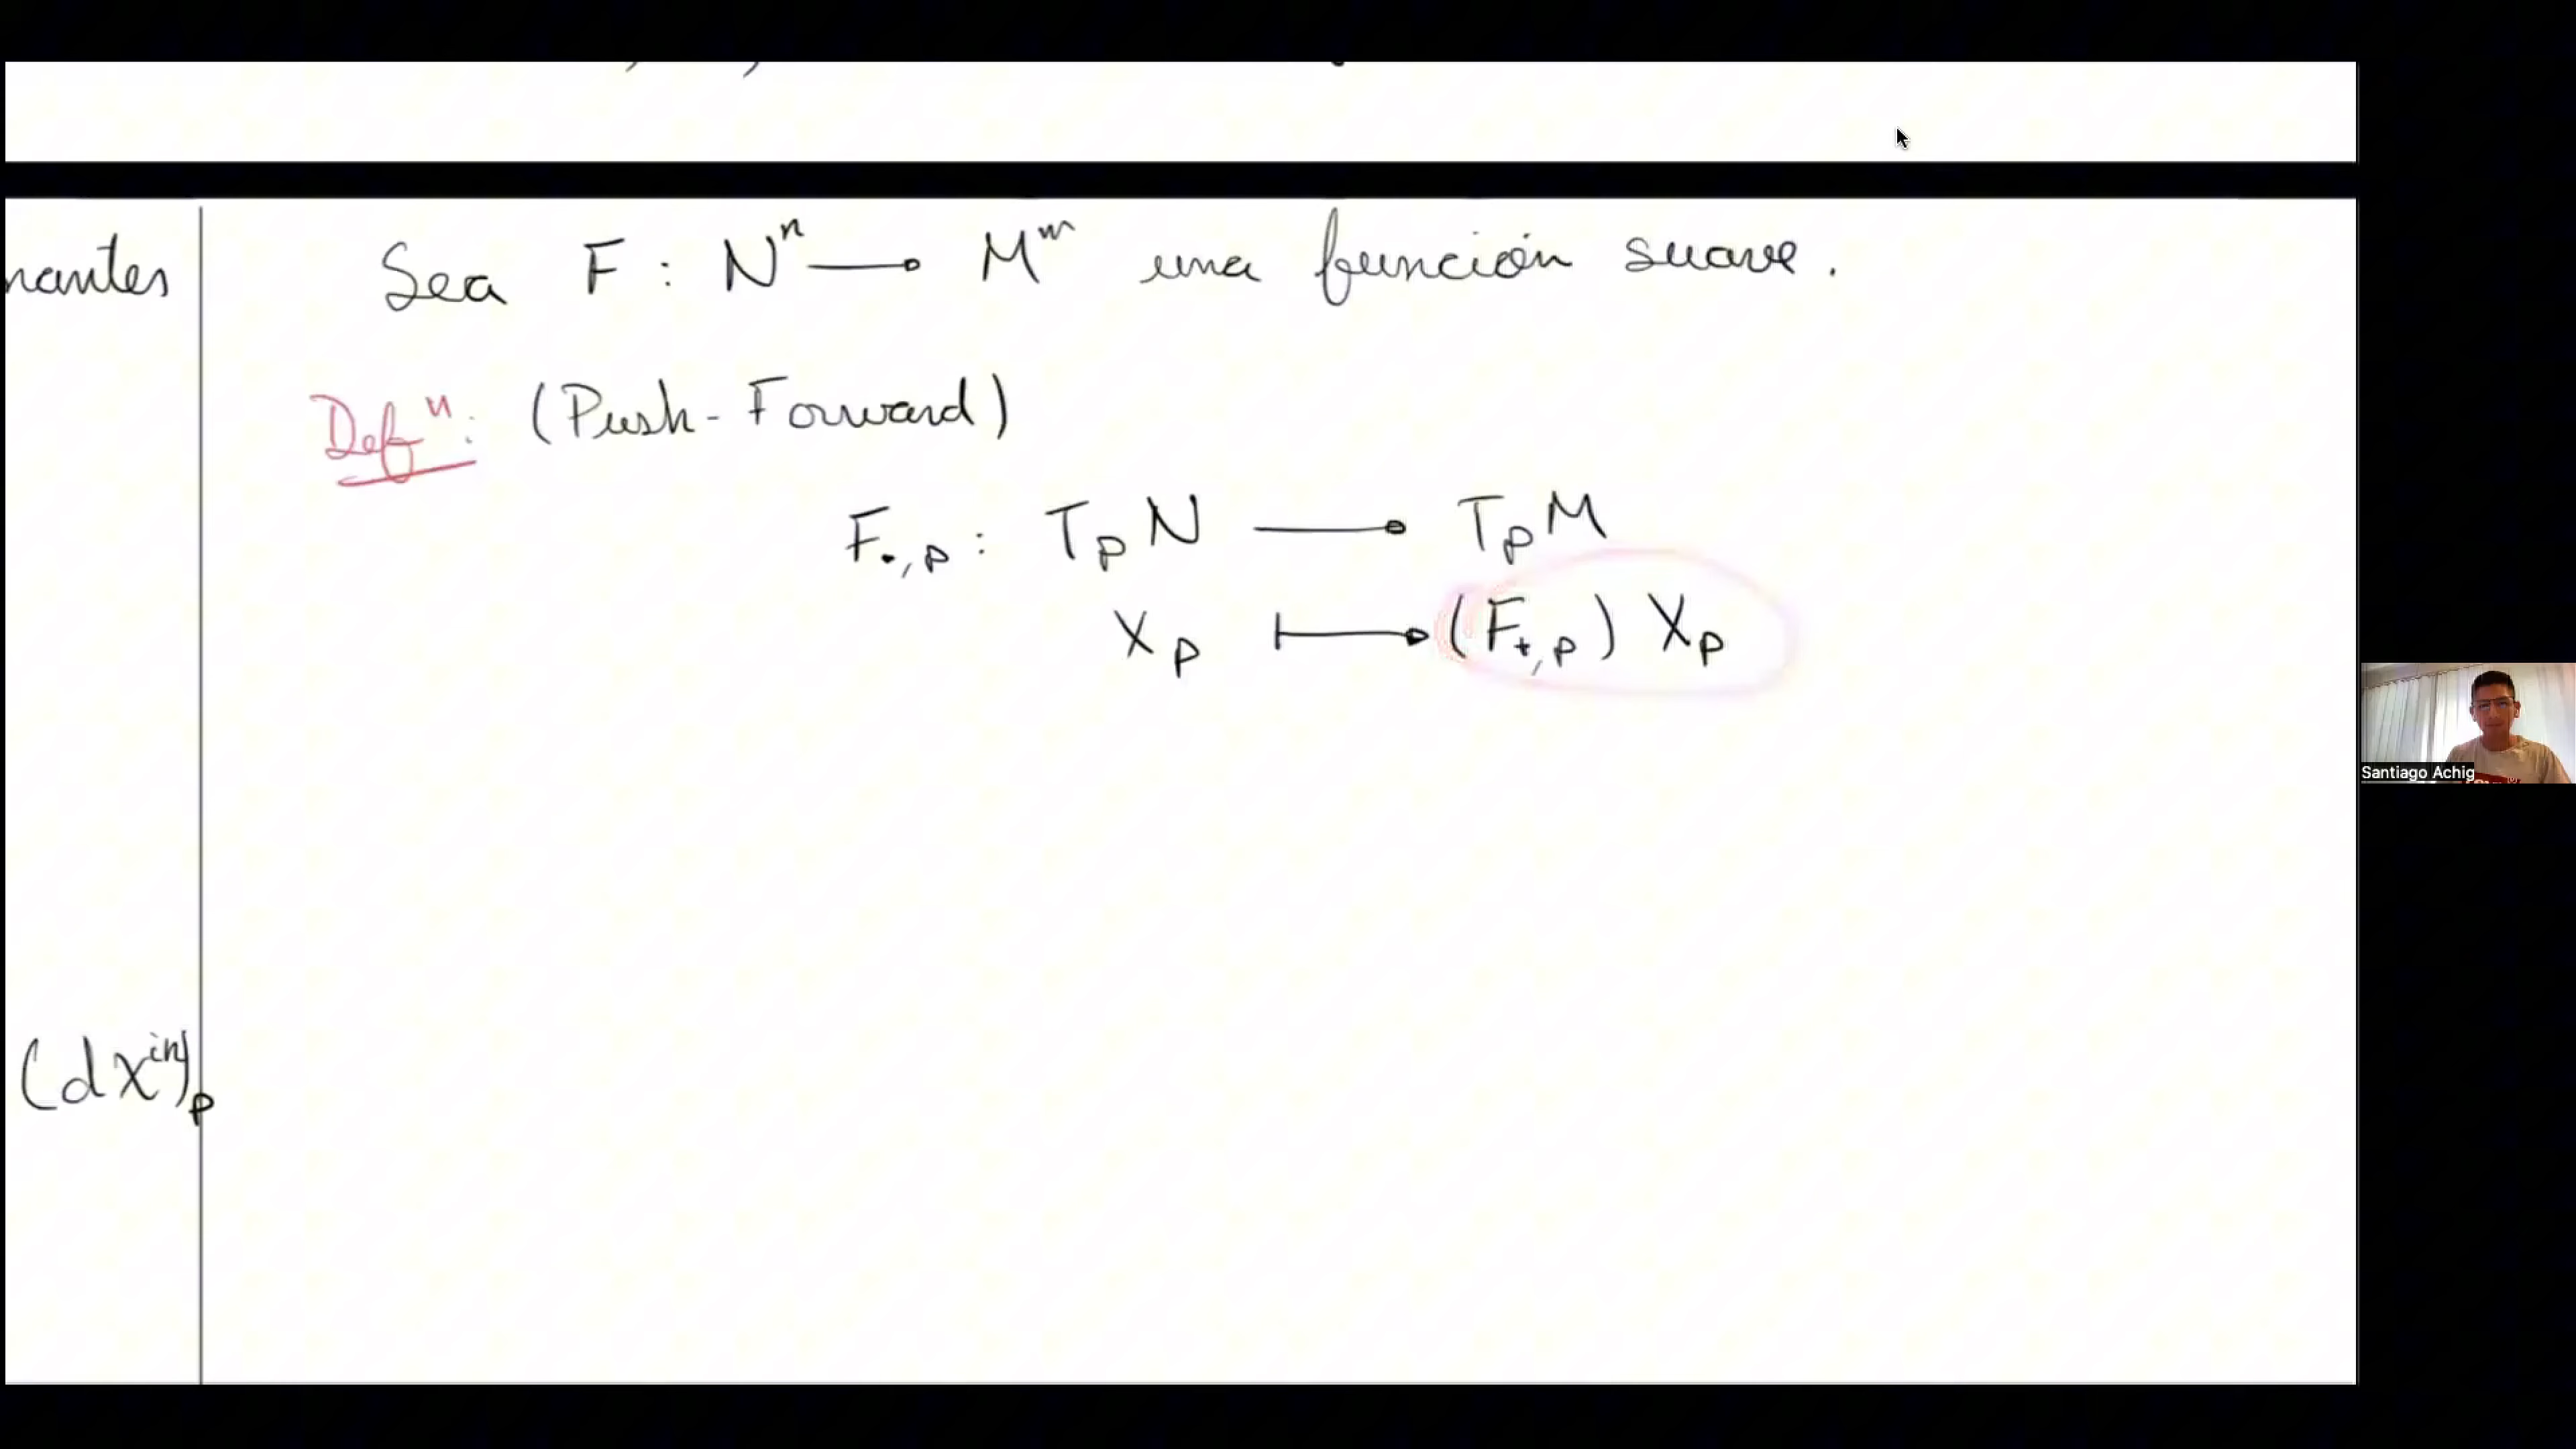 nantes
Sea F : Nⁿ → Mᵐ una función suave.
Defⁿ: (Push-Forward)
F*,p : TpN → TpM
Xp ↦ (F*,p) Xp
(dxⁱⁿ)p
Santiago Achig